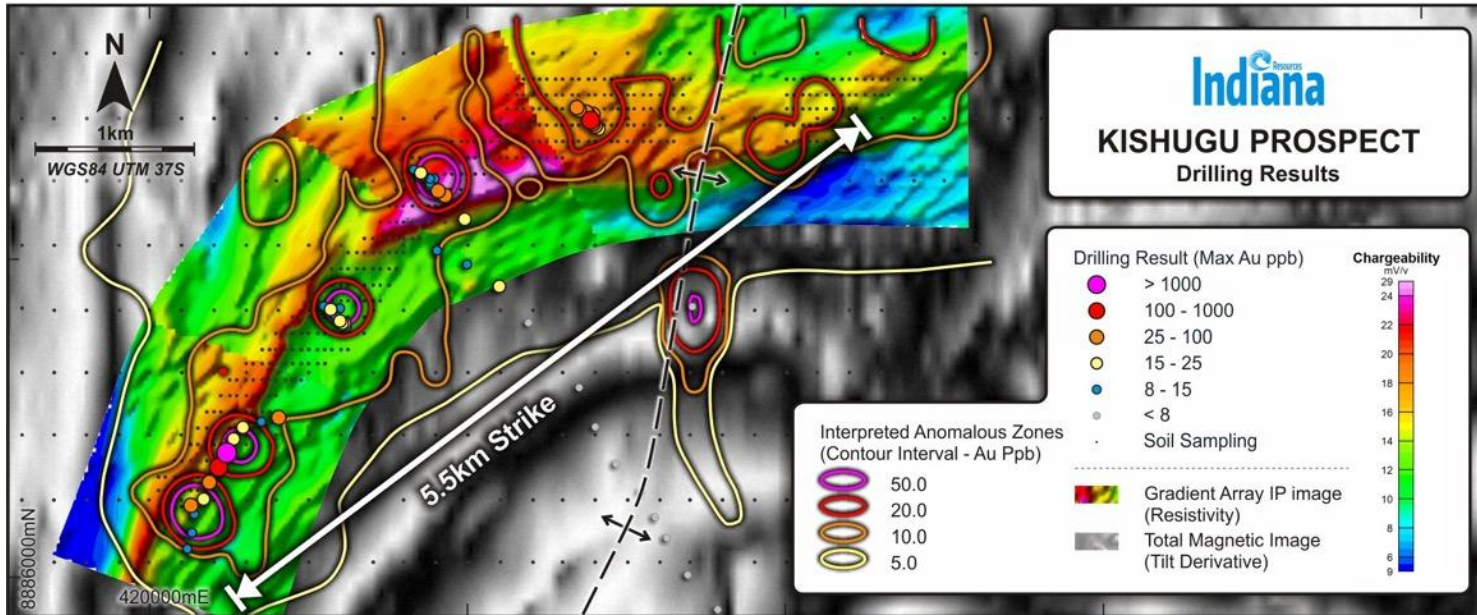 N
1km
WGS84 UTM 37S
8886000mN
420000mE
5.5km Strike
Indiana
Resources
KISHUGU PROSPECT
Drilling Results
Drilling Result (Max Au ppb)
> 1000
100 - 1000
25 - 100
15 - 25
8 - 15
< 8
Soil Sampling
Gradient Array IP image
(Resistivity)
Total Magnetic Image
(Tilt Derivative)
Chargeability
mV/v
29
24
22
20
18
16
14
12
11
10
9
8
6
9
Interpreted Anomalous Zones
(Contour Interval - Au Ppb)
50.0
20.0
10.0
5.0